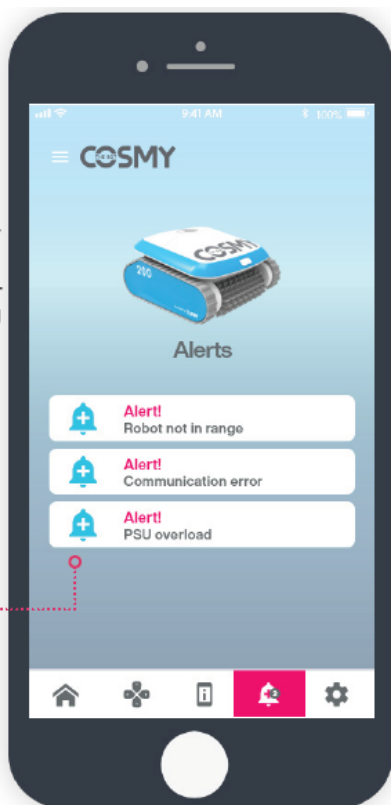 9:41 AM
100%
COSMY
COSMY
200
Alerts
Alert!
Robot not in range
Alert!
Communication error
Alert!
PSU overload